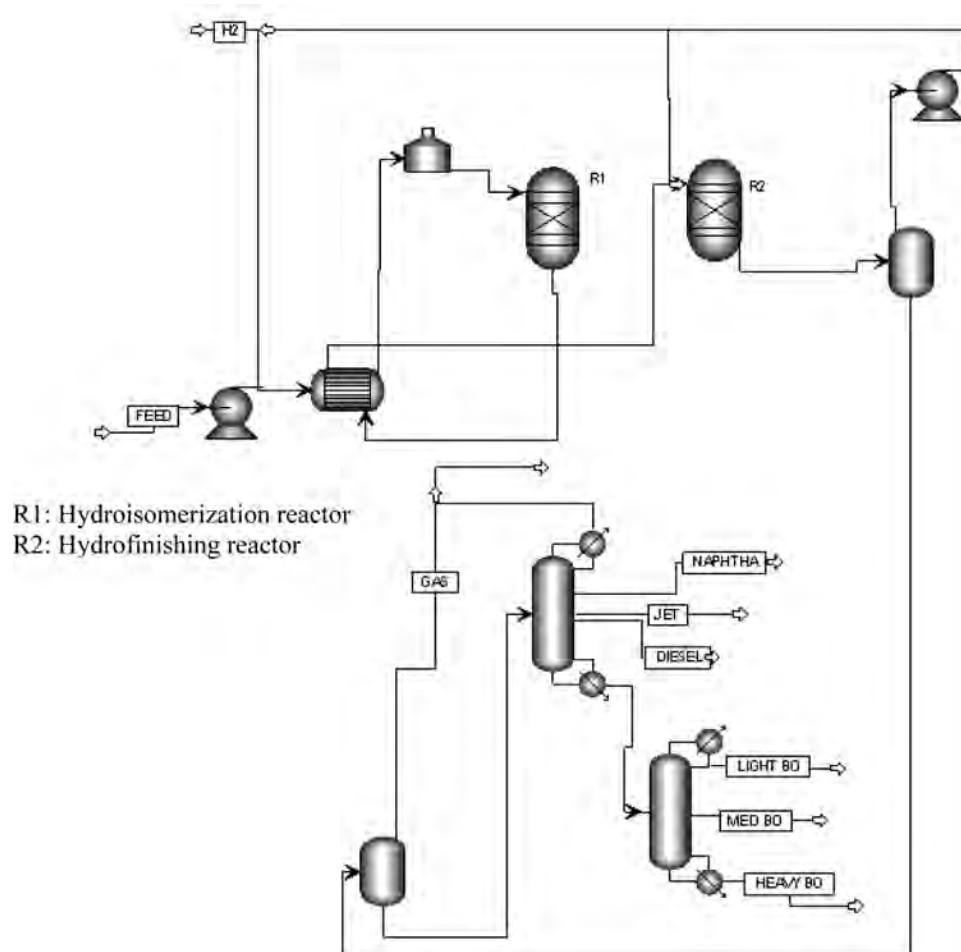 H2
R1
R2
FEED
R1: Hydroisomerization reactor
R2: Hydrofinishing reactor
GAS
NAPHTHA
JET
DIESEL
LIGHT BO
MED BO
HEAVY BO